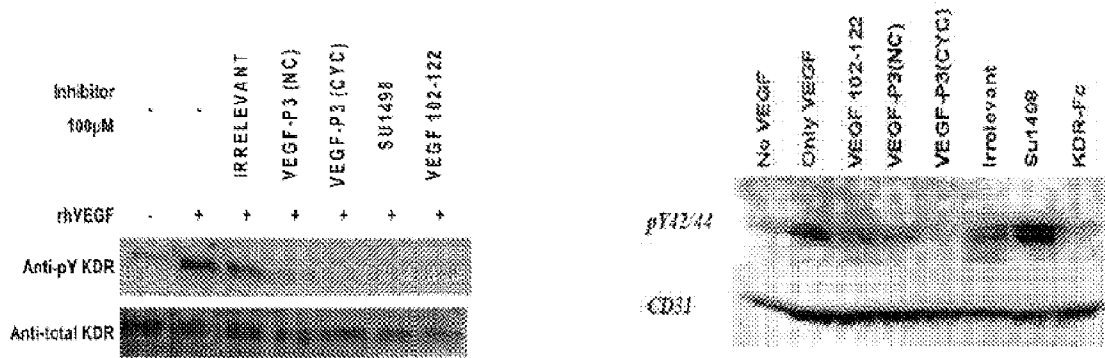 Inhibitor
100µM
- - IRRELEVANT VEGF-P3 (NC) VEGF-P3 (CYC) SU1498 VEGF 102-122
rhVEGF - + + + + + +
Anti-pY KDR
Anti-total KDR
No VEGF Only VEGF VEGF 102-122 VEGF-P3(NC) VEGF-P3(CYC) Irrelevant Su1498 KDR-Fc
pY42/44
CD31